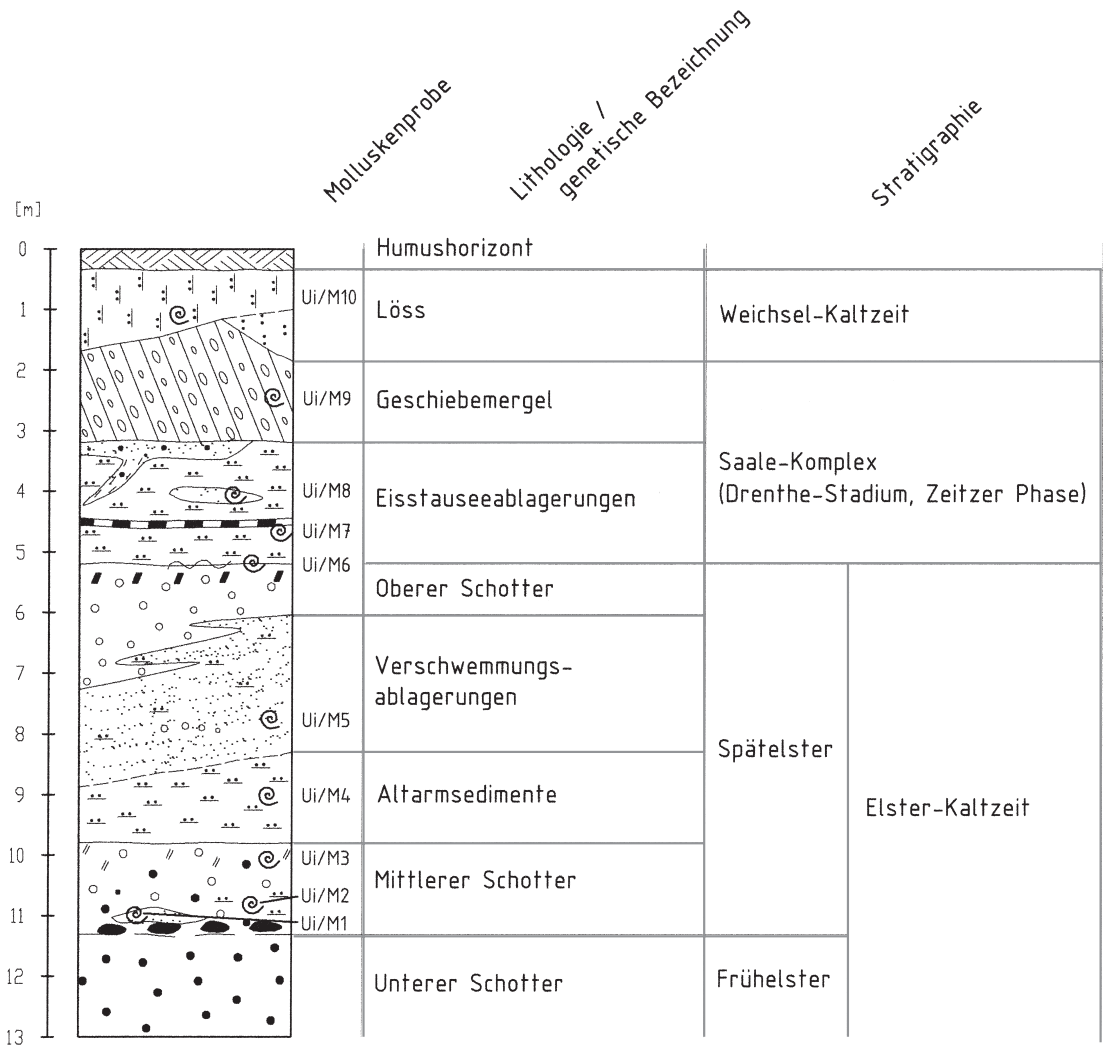 Molluskenprobe
Lithologie /
genetische Bezeichnung
Stratigraphie
[m]
0
1
2
3
4
5
6
7
8
9
10
11
12
13
Ui/M10
Ui/M9
Ui/M8
Ui/M7
Ui/M6
Ui/M5
Ui/M4
Ui/M3
Ui/M2
Ui/M1
Humushorizont
Löss
Geschiebemergel
Eisstauseeablagerungen
Oberer Schotter
Verschwemmungs-
ablagerungen
Altarmsedimente
Mittlerer Schotter
Unterer Schotter
Weichsel-Kaltzeit
Saale-Komplex
(Drenthe-Stadium, Zeitzer Phase)
Spätelster
Frühelster
Elster-Kaltzeit